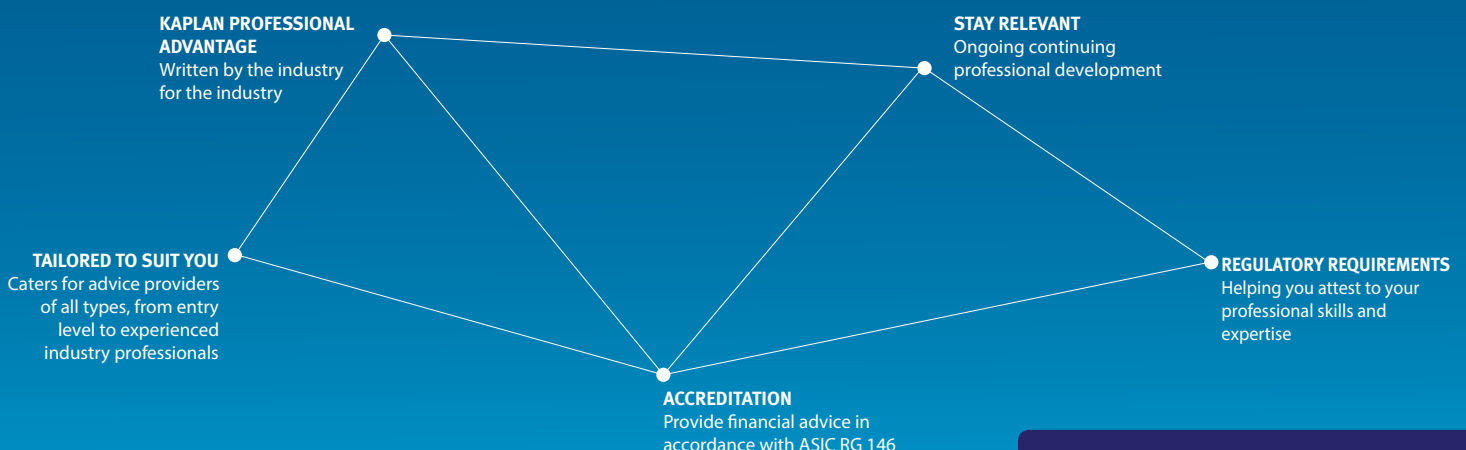 KAPLAN PROFESSIONAL
ADVANTAGE
Written by the industry
for the industry
STAY RELEVANT
Ongoing continuing
professional development
TAILORED TO SUIT YOU
Caters for advice providers
of all types, from entry
level to experienced
industry professionals
REGULATORY REQUIREMENTS
Helping you attest to your
professional skills and
expertise
ACCREDITATION
Provide financial advice in
accordance with ASIC RG 146